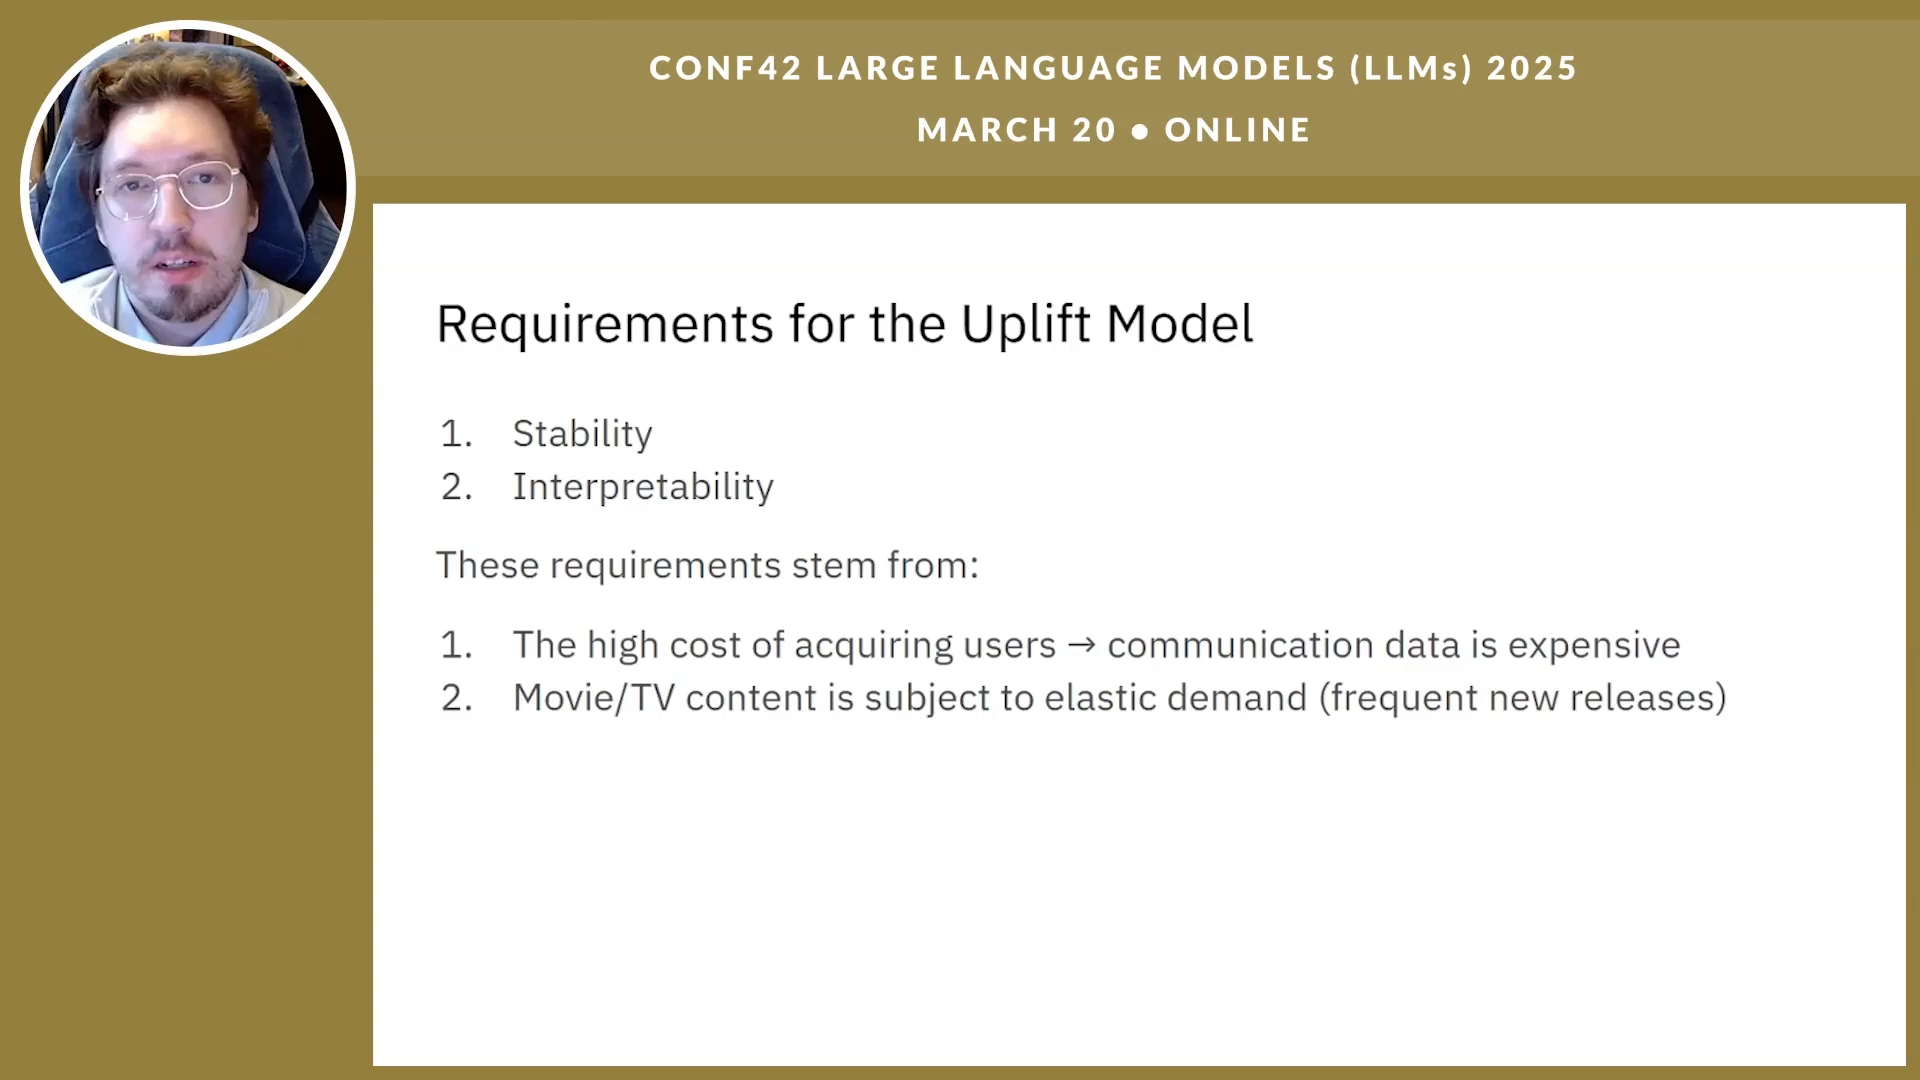 CONF42 LARGE LANGUAGE MODELS (LLMs) 2025
MARCH 20 ● ONLINE
Requirements for the Uplift Model
1. Stability
2. Interpretability
These requirements stem from:
1. The high cost of acquiring users → communication data is expensive
2. Movie/TV content is subject to elastic demand (frequent new releases)